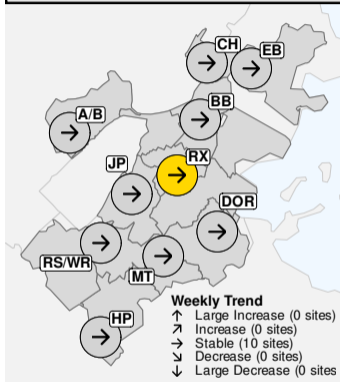 CH
EB
BB
A/B
RX
JP
DOR
RS/WR
MT
HP
Weekly Trend
↑ Large Increase (0 sites)
↗ Increase (0 sites)
→ Stable (10 sites)
↘ Decrease (0 sites)
↓ Large Decrease (0 sites